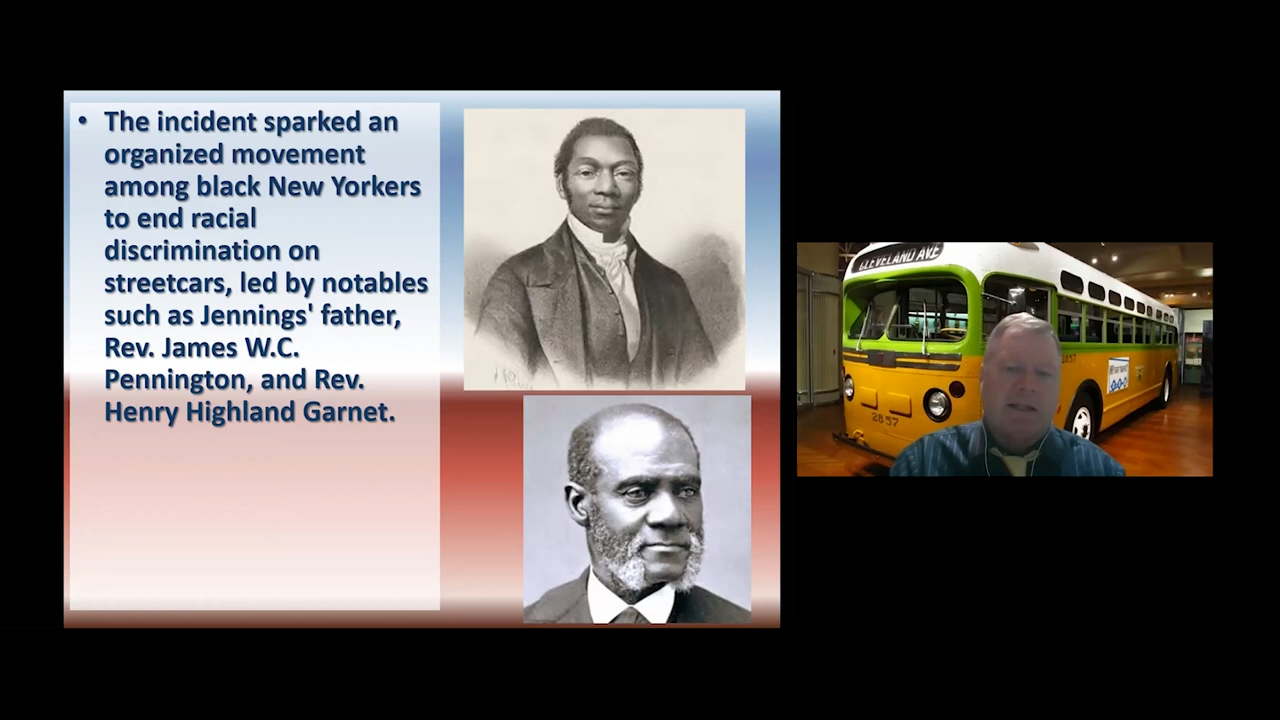 • The incident sparked an
organized movement
among black New Yorkers
to end racial
discrimination on
streetcars, led by notables
such as Jennings' father,
Rev. James W.C.
Pennington, and Rev.
Henry Highland Garnet.
CLEVELAND AVE
2857
2857